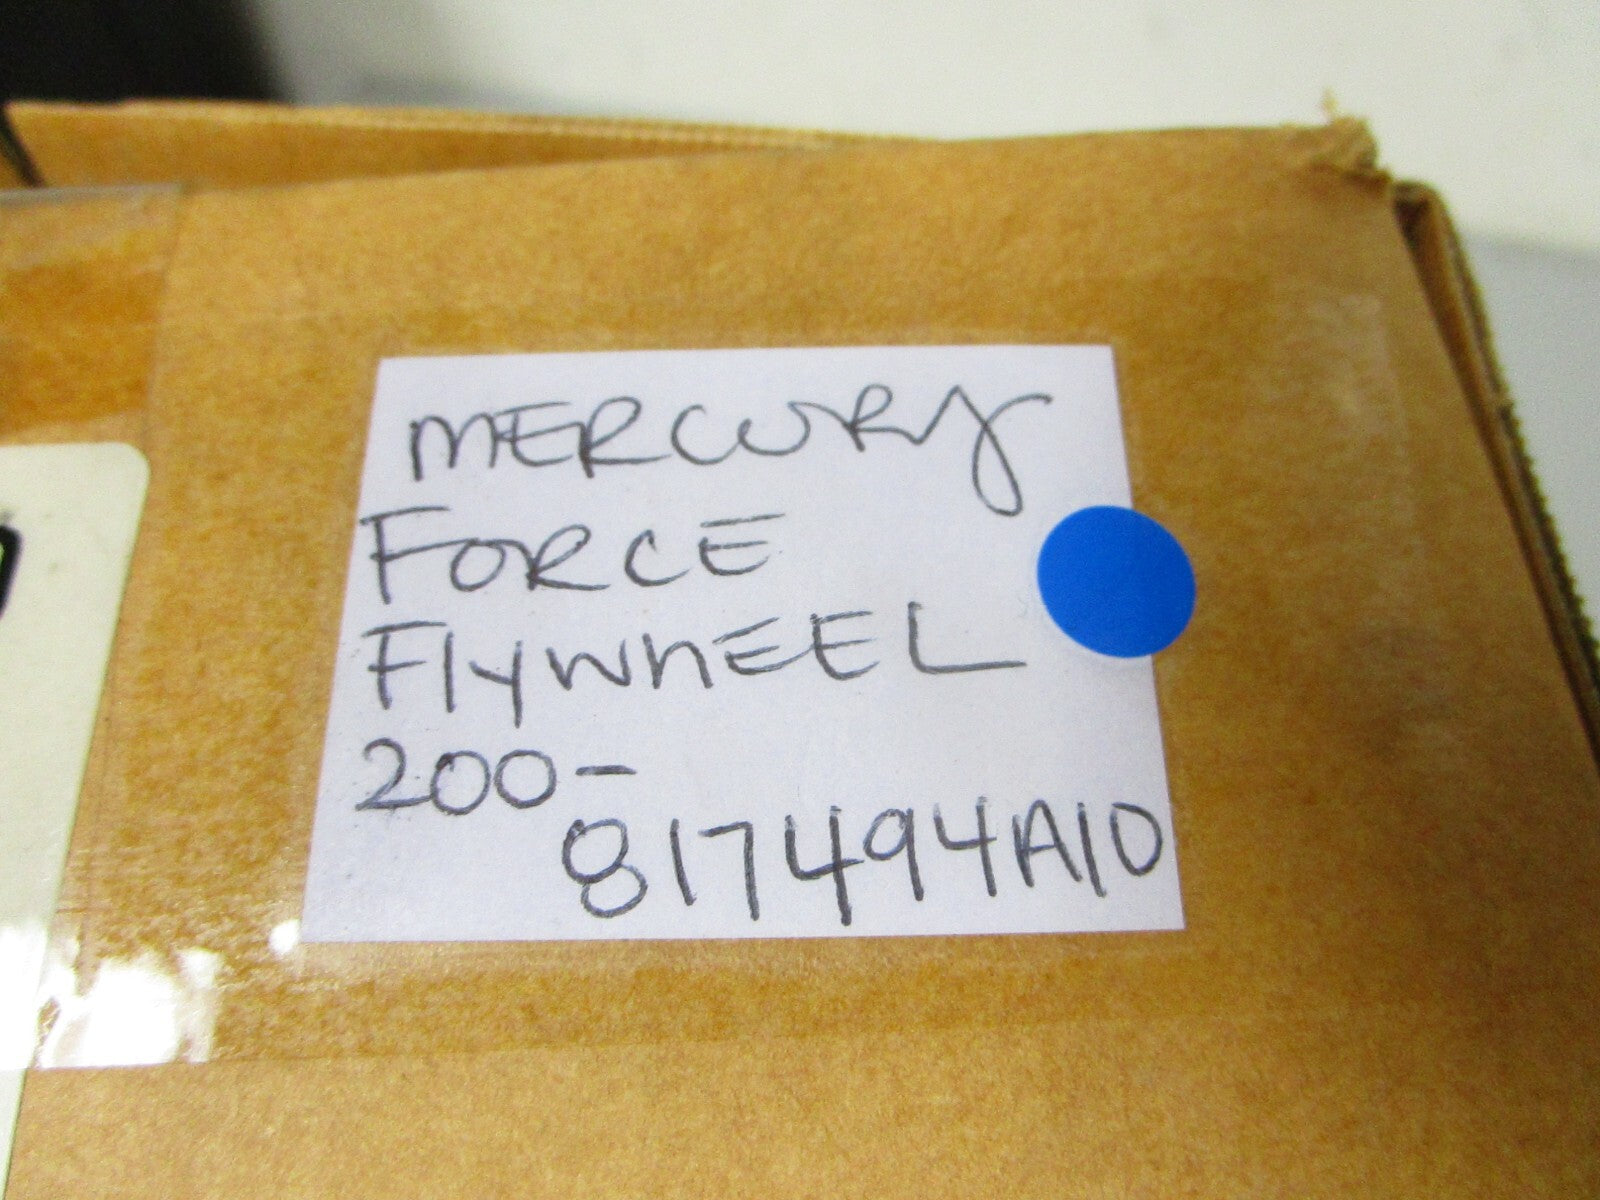 MERCURY
FORCE
FlywhEEL
200-
817494A10